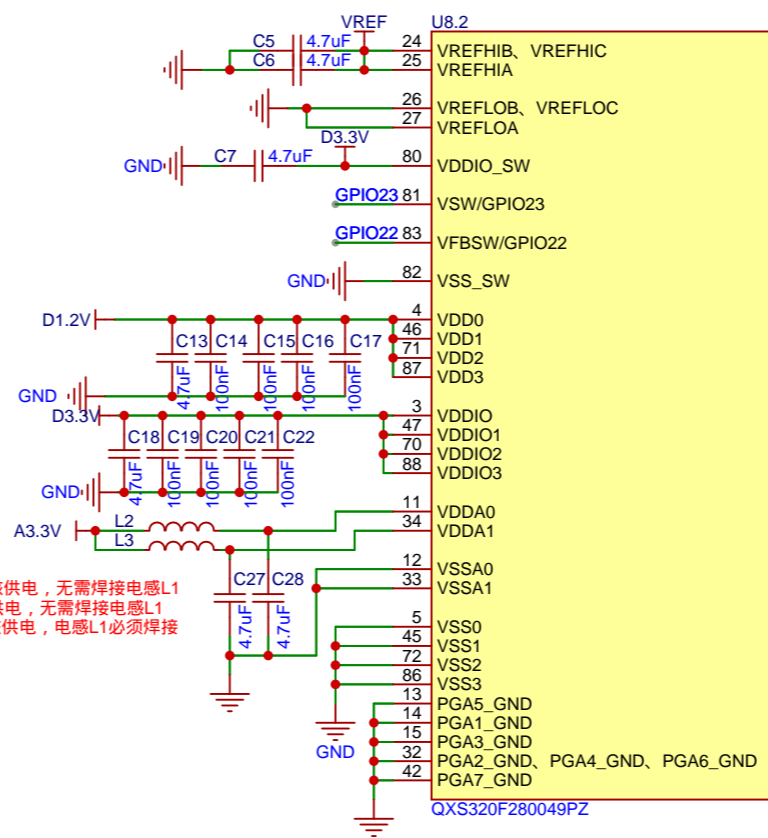 VREF
U8.2
C5 4.7uF 24 VREFHIB、VREFHIC
C6 4.7uF 25 VREFHIA
26 VREFLOB、VREFLOC
27 VREFLOA
D3.3V
GND C7 4.7uF 80 VDDIO_SW
GPIO23 81 VSW/GPIO23
GPIO22 83 VFBSW/GPIO22
GND 82 VSS_SW
D1.2V 4 VDD0
46 VDD1
C13 C14 C15 C16 C17
71 VDD2
87 VDD3
4.7uF 100nF 100nF 100nF 100nF
GND
D3.3V 3 VDDIO
47 VDDIO1
C18 C19 C20 C21 C22
70 VDDIO2
88 VDDIO3
4.7uF 100nF 100nF 100nF 100nF
GND
11 VDDA0
A3.3V L2 34 VDDA1
L3
12 VSSA0
C27 C28 33 VSSA1
4.7uF 4.7uF
供电，无需焊接电感L1
供电，无需焊接电感L1
供电，电感L1必须焊接
5 VSS0
45 VSS1
72 VSS2
86 VSS3
13 PGA5_GND
14 PGA1_GND
15 PGA3_GND
GND
32 PGA2_GND、PGA4_GND、PGA6_GND
42 PGA7_GND
QXS320F280049PZ